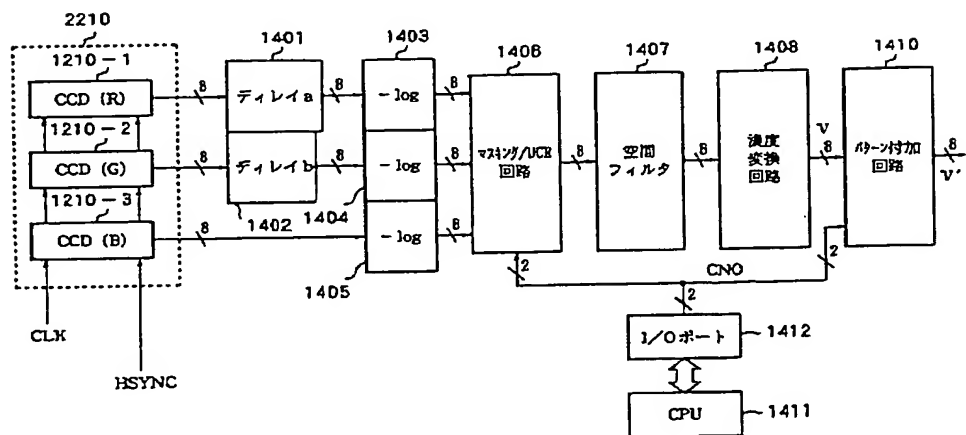 2210
1210-1
CCD (R)
1210-2
CCD (G)
1210-3
CCD (B)
CLK
HSYNC
8
8
8
1401
ディレイa
ディレイb
1402
8
8
1403
-log
-log
-log
1404
1405
8
8
8
1406
マスキング/UCR
回路
8
1407
空間
フィルタ
8
1408
濃度
変換
回路
V
8
1410
パターン付加
回路
8
V'
2
CNO
2
2
I/Oポート
1412
CPU
1411